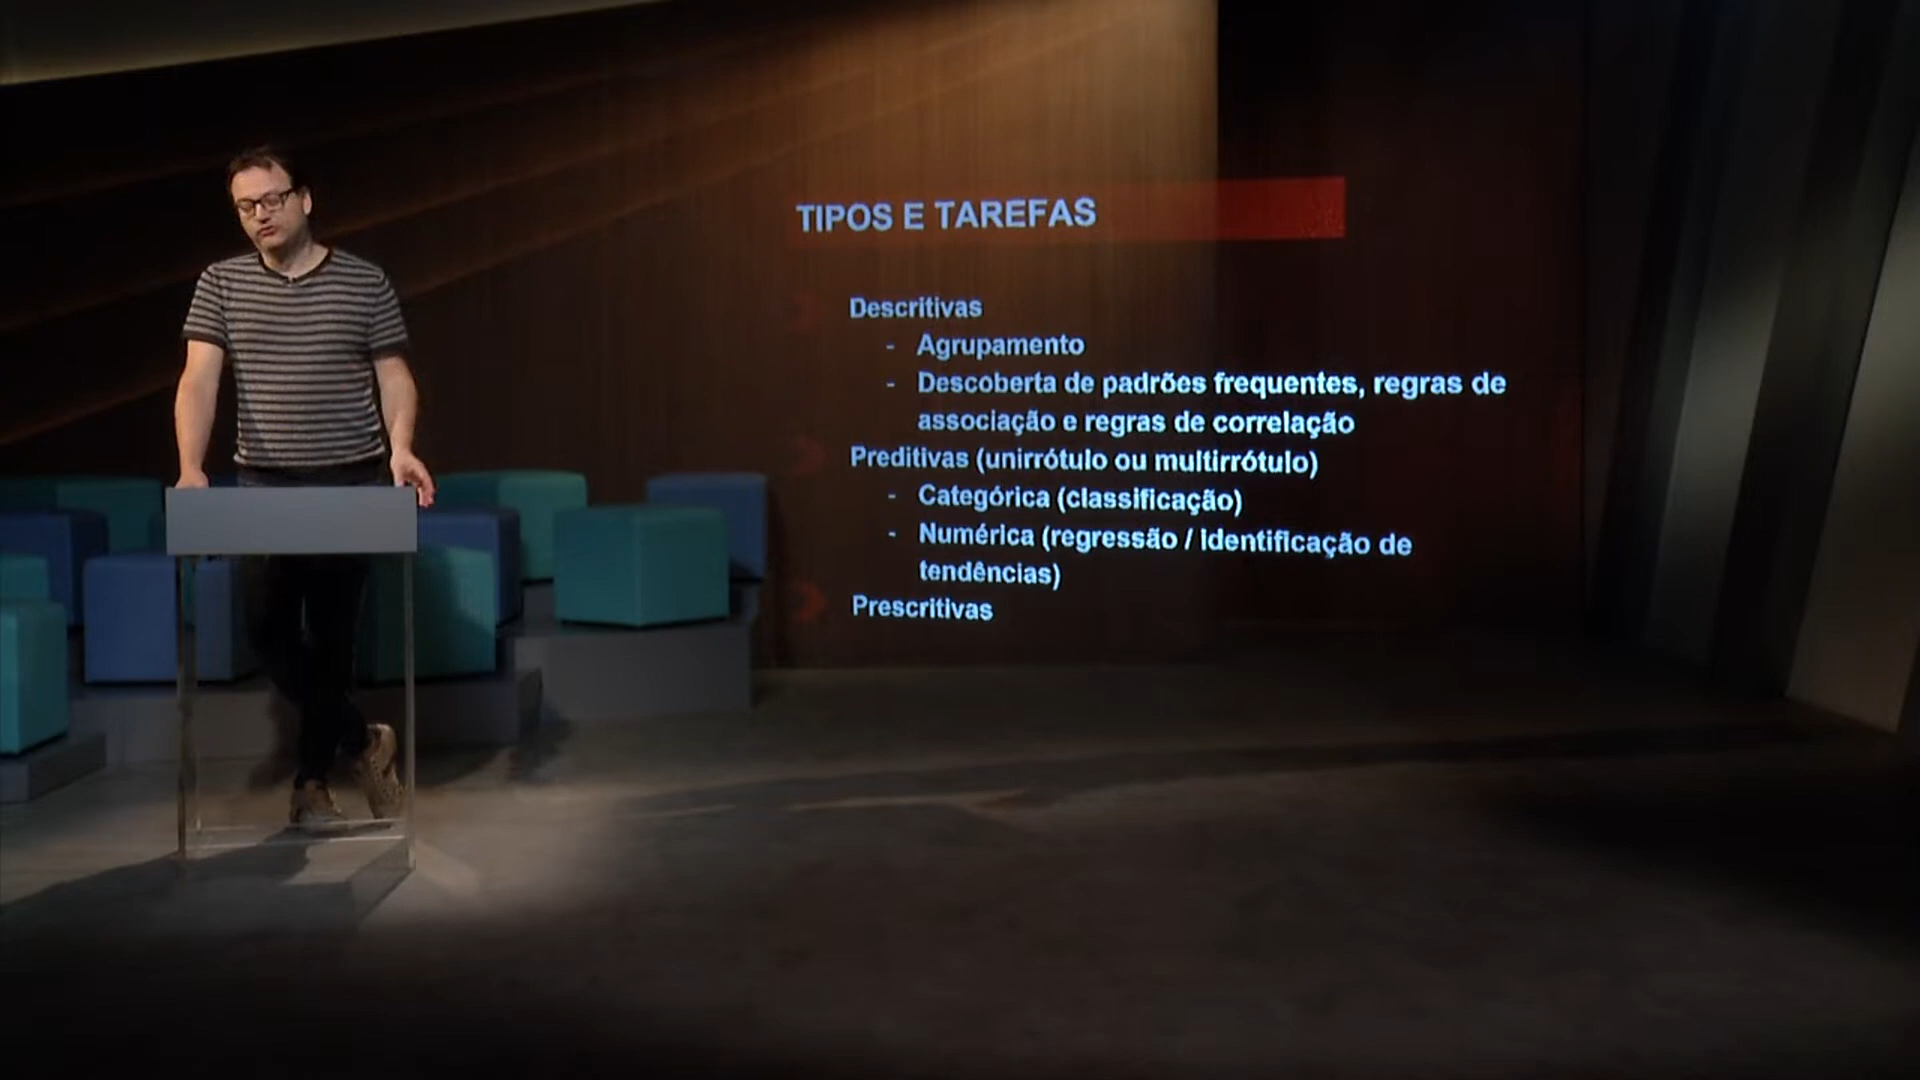 TIPOS E TAREFAS
Descritivas
- Agrupamento
- Descoberta de padrões frequentes, regras de
associação e regras de correlação
Preditivas (unirrótulo ou multirrótulo)
- Categórica (classificação)
- Numérica (regressão / identificação de
tendências)
Prescritivas